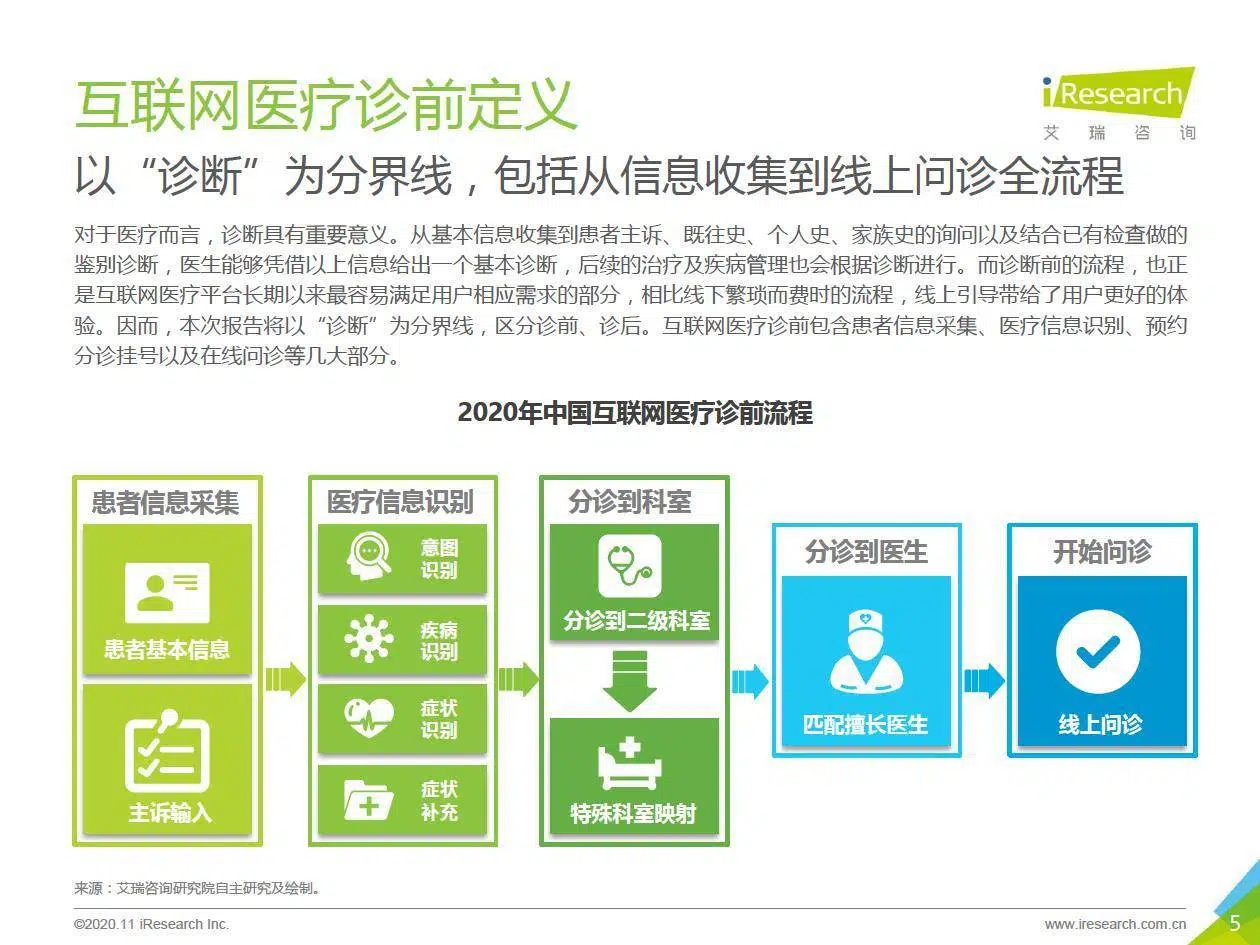 互联网医疗诊前定义
iResearch
艾瑞咨询
以“诊断”为分界线，包括从信息收集到线上问诊全流程
对于医疗而言，诊断具有重要意义。从基本信息收集到患者主诉、既往史、个人史、家族史的询问以及结合已有检查做的
鉴别诊断，医生能够凭借以上信息给出一个基本诊断，后续的治疗及疾病管理也会根据诊断进行。而诊断前的流程，也正
是互联网医疗平台长期以来最容易满足用户相应需求的部分，相比线下繁琐而费时的流程，线上引导带给了用户更好的体
验。因而，本次报告将以“诊断”为分界线，区分诊前、诊后。互联网医疗诊前包含患者信息采集、医疗信息识别、预约
分诊挂号以及在线问诊等几大部分。
2020年中国互联网医疗诊前流程
患者信息采集
患者基本信息
主诉输入
医疗信息识别
意图
识别
疾病
识别
症状
识别
症状
补充
分诊到科室
分诊到二级科室
特殊科室映射
分诊到医生
匹配擅长医生
开始问诊
线上问诊
来源：艾瑞咨询研究院自主研究及绘制。
©2020.11 iResearch Inc.
www.iresearch.com.cn
5